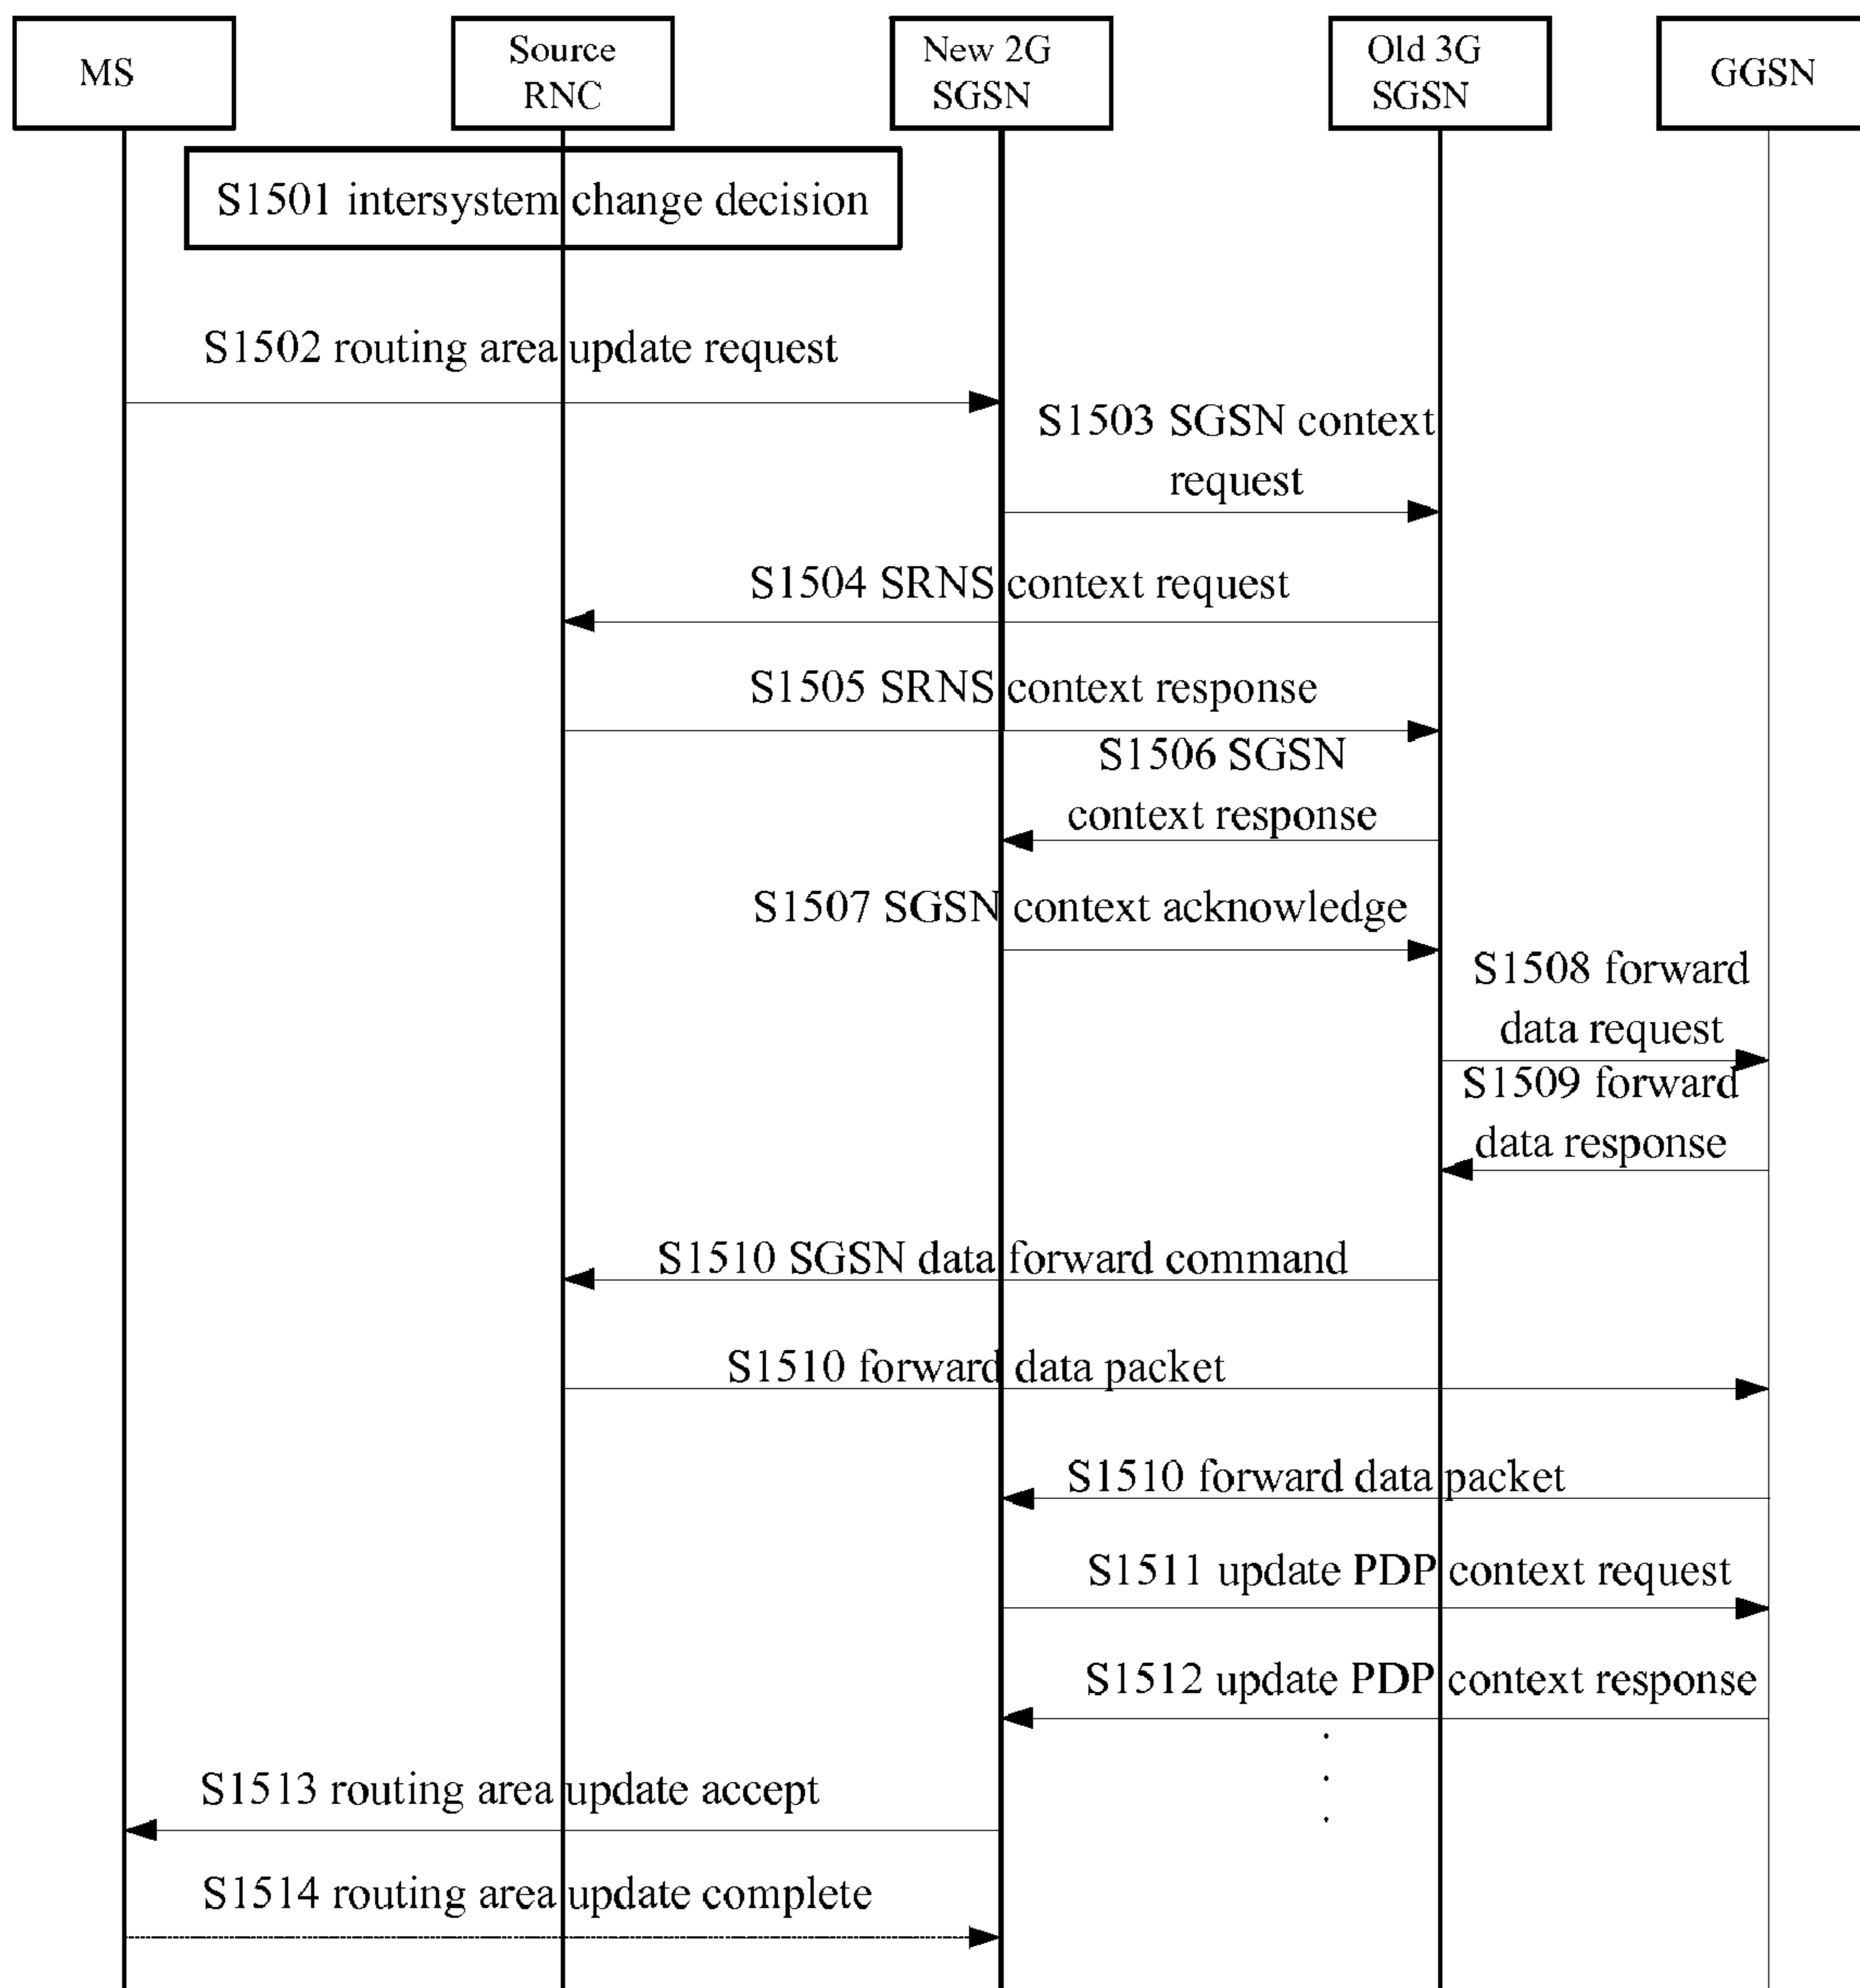 MS
Source
RNC
New 2G
SGSN
Old 3G
SGSN
GGSN
S1501 intersystem change decision
S1502 routing area update request
S1503 SGSN context
request
S1504 SRNS context request
S1505 SRNS context response
S1506 SGSN
context response
S1507 SGSN context acknowledge
S1508 forward
data request
S1509 forward
data response
S1510 SGSN data forward command
S1510 forward data packet
S1510 forward data packet
S1511 update PDP context request
S1512 update PDP context response
S1513 routing area update accept
S1514 routing area update complete